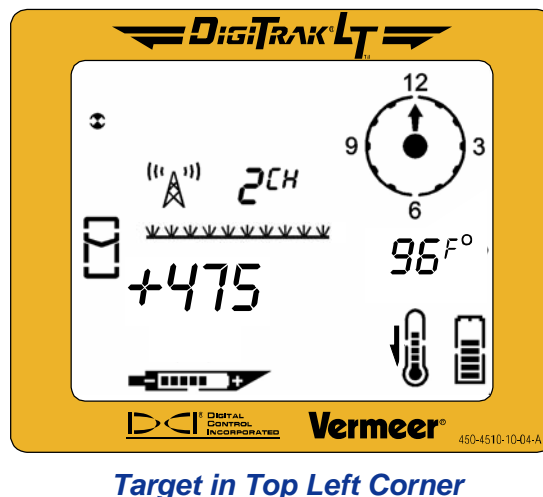 DIGITRAK® LT™
12
9 3
6
2CH
96F°
+475
DCI® DIGITAL CONTROL INCORPORATED
Vermeer®
450-4510-10-04-A
Target in Top Left Corner